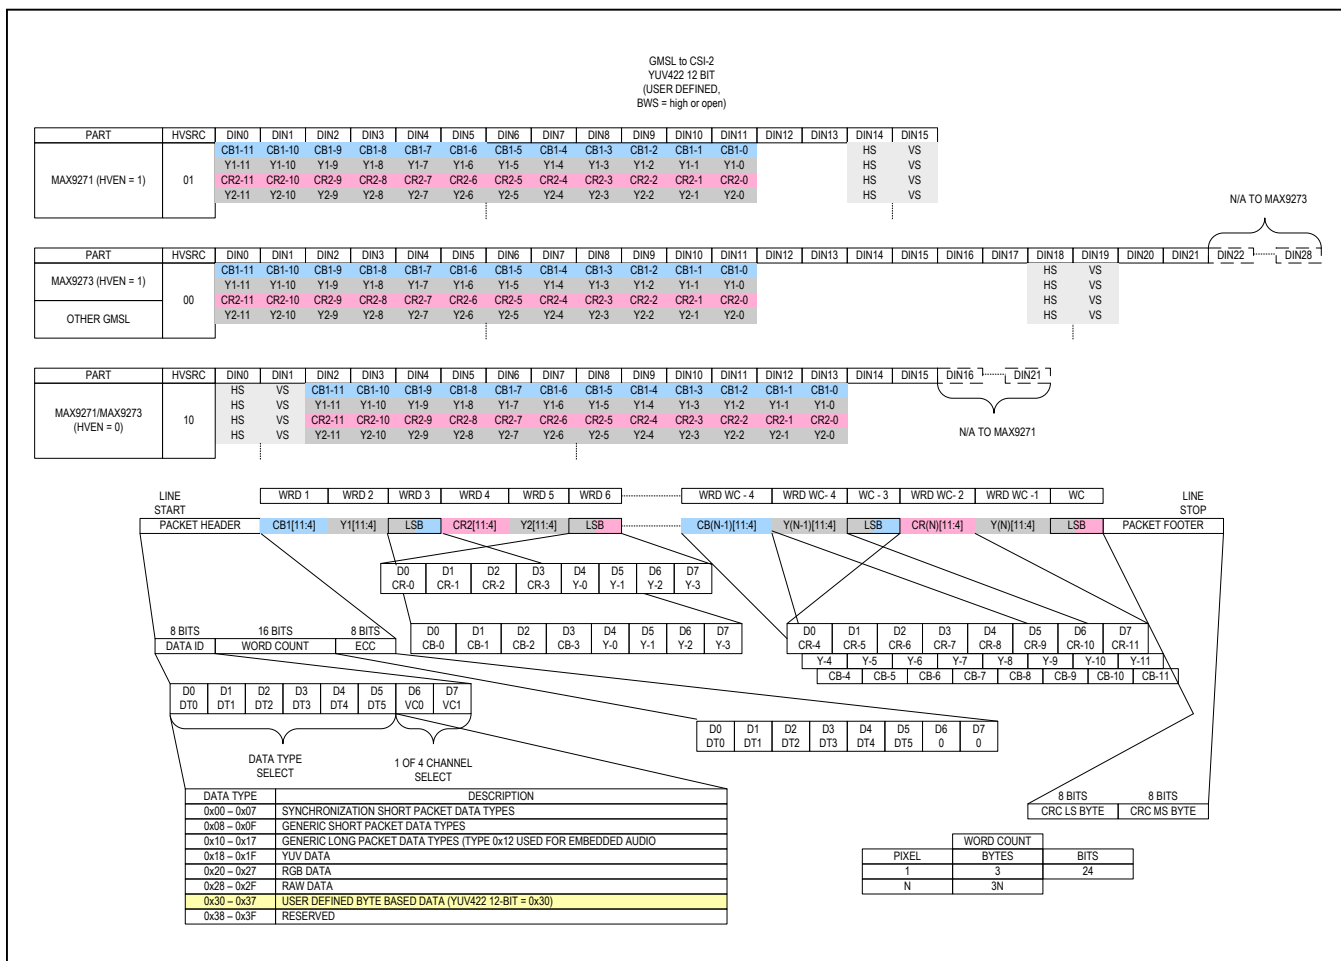 GMSL to CSI-2
YUV422 12 BIT
(USER DEFINED,
BWS = high or open)
PART HVSRC DIN0 DIN1 DIN2 DIN3 DIN4 DIN5 DIN6 DIN7 DIN8 DIN9 DIN10 DIN11 DIN12 DIN13 DIN14 DIN15
CB1-11 CB1-10 CB1-9 CB1-8 CB1-7 CB1-6 CB1-5 CB1-4 CB1-3 CB1-2 CB1-1 CB1-0 HS VS
Y1-11 Y1-10 Y1-9 Y1-8 Y1-7 Y1-6 Y1-5 Y1-4 Y1-3 Y1-2 Y1-1 Y1-0 HS VS
MAX9271 (HVEN = 1) 01 CR2-11 CR2-10 CR2-9 CR2-8 CR2-7 CR2-6 CR2-5 CR2-4 CR2-3 CR2-2 CR2-1 CR2-0 HS VS
Y2-11 Y2-10 Y2-9 Y2-8 Y2-7 Y2-6 Y2-5 Y2-4 Y2-3 Y2-2 Y2-1 Y2-0 HS VS
N/A TO MAX9273
PART HVSRC DIN0 DIN1 DIN2 DIN3 DIN4 DIN5 DIN6 DIN7 DIN8 DIN9 DIN10 DIN11 DIN12 DIN13 DIN14 DIN15 DIN16 DIN17 DIN18 DIN19 DIN20 DIN21 DIN22 DIN28
CB1-11 CB1-10 CB1-9 CB1-8 CB1-7 CB1-6 CB1-5 CB1-4 CB1-3 CB1-2 CB1-1 CB1-0 HS VS
MAX9273 (HVEN = 1) Y1-11 Y1-10 Y1-9 Y1-8 Y1-7 Y1-6 Y1-5 Y1-4 Y1-3 Y1-2 Y1-1 Y1-0 HS VS
00 CR2-11 CR2-10 CR2-9 CR2-8 CR2-7 CR2-6 CR2-5 CR2-4 CR2-3 CR2-2 CR2-1 CR2-0 HS VS
OTHER GMSL Y2-11 Y2-10 Y2-9 Y2-8 Y2-7 Y2-6 Y2-5 Y2-4 Y2-3 Y2-2 Y2-1 Y2-0 HS VS
PART HVSRC DIN0 DIN1 DIN2 DIN3 DIN4 DIN5 DIN6 DIN7 DIN8 DIN9 DIN10 DIN11 DIN12 DIN13 DIN14 DIN15 DIN16 DIN21
HS VS CB1-11 CB1-10 CB1-9 CB1-8 CB1-7 CB1-6 CB1-5 CB1-4 CB1-3 CB1-2 CB1-1 CB1-0
MAX9271/MAX9273 HS VS Y1-11 Y1-10 Y1-9 Y1-8 Y1-7 Y1-6 Y1-5 Y1-4 Y1-3 Y1-2 Y1-1 Y1-0
(HVEN = 0) 10 HS VS CR2-11 CR2-10 CR2-9 CR2-8 CR2-7 CR2-6 CR2-5 CR2-4 CR2-3 CR2-2 CR2-1 CR2-0
HS VS Y2-11 Y2-10 Y2-9 Y2-8 Y2-7 Y2-6 Y2-5 Y2-4 Y2-3 Y2-2 Y2-1 Y2-0
N/A TO MAX9271
LINE
START
WRD 1 WRD 2 WRD 3 WRD 4 WRD 5 WRD 6 WRD WC - 4 WRD WC- 4 WC - 3 WRD WC- 2 WRD WC -1 WC
LINE
STOP
PACKET HEADER CB1[11:4] Y1[11:4] LSB CR2[11:4] Y2[11:4] LSB CB(N-1)[11:4] Y(N-1)[11:4] LSB CR(N)[11:4] Y(N)[11:4] LSB PACKET FOOTER
D0 D1 D2 D3 D4 D5 D6 D7
CR-0 CR-1 CR-2 CR-3 Y-0 Y-1 Y-2 Y-3
D0 D1 D2 D3 D4 D5 D6 D7
CB-0 CB-1 CB-2 CB-3 Y-0 Y-1 Y-2 Y-3
D0 D1 D2 D3 D4 D5 D6 D7
CR-4 CR-5 CR-6 CR-7 CR-8 CR-9 CR-10 CR-11
Y-4 Y-5 Y-6 Y-7 Y-8 Y-9 Y-10 Y-11
CB-4 CB-5 CB-6 CB-7 CB-8 CB-9 CB-10 CB-11
8 BITS 16 BITS 8 BITS
DATA ID WORD COUNT ECC
D0 D1 D2 D3 D4 D5 D6 D7
DT0 DT1 DT2 DT3 DT4 DT5 VC0 VC1
D0 D1 D2 D3 D4 D5 D6 D7
DT0 DT1 DT2 DT3 DT4 DT5 0 0
DATA TYPE
SELECT
1 OF 4 CHANNEL
SELECT
DATA TYPE DESCRIPTION
0x00 – 0x07 SYNCHRONIZATION SHORT PACKET DATA TYPES
0x08 – 0x0F GENERIC SHORT PACKET DATA TYPES
0x10 – 0x17 GENERIC LONG PACKET DATA TYPES (TYPE 0x12 USED FOR EMBEDDED AUDIO
0x18 – 0x1F YUV DATA
0x20 – 0x27 RGB DATA
0x28 – 0x2F RAW DATA
0x30 – 0x37 USER DEFINED BYTE BASED DATA (YUV422 12-BIT = 0x30)
0x38 – 0x3F RESERVED
8 BITS 8 BITS
CRC LS BYTE CRC MS BYTE
WORD COUNT
PIXEL BYTES BITS
1 3 24
N 3N